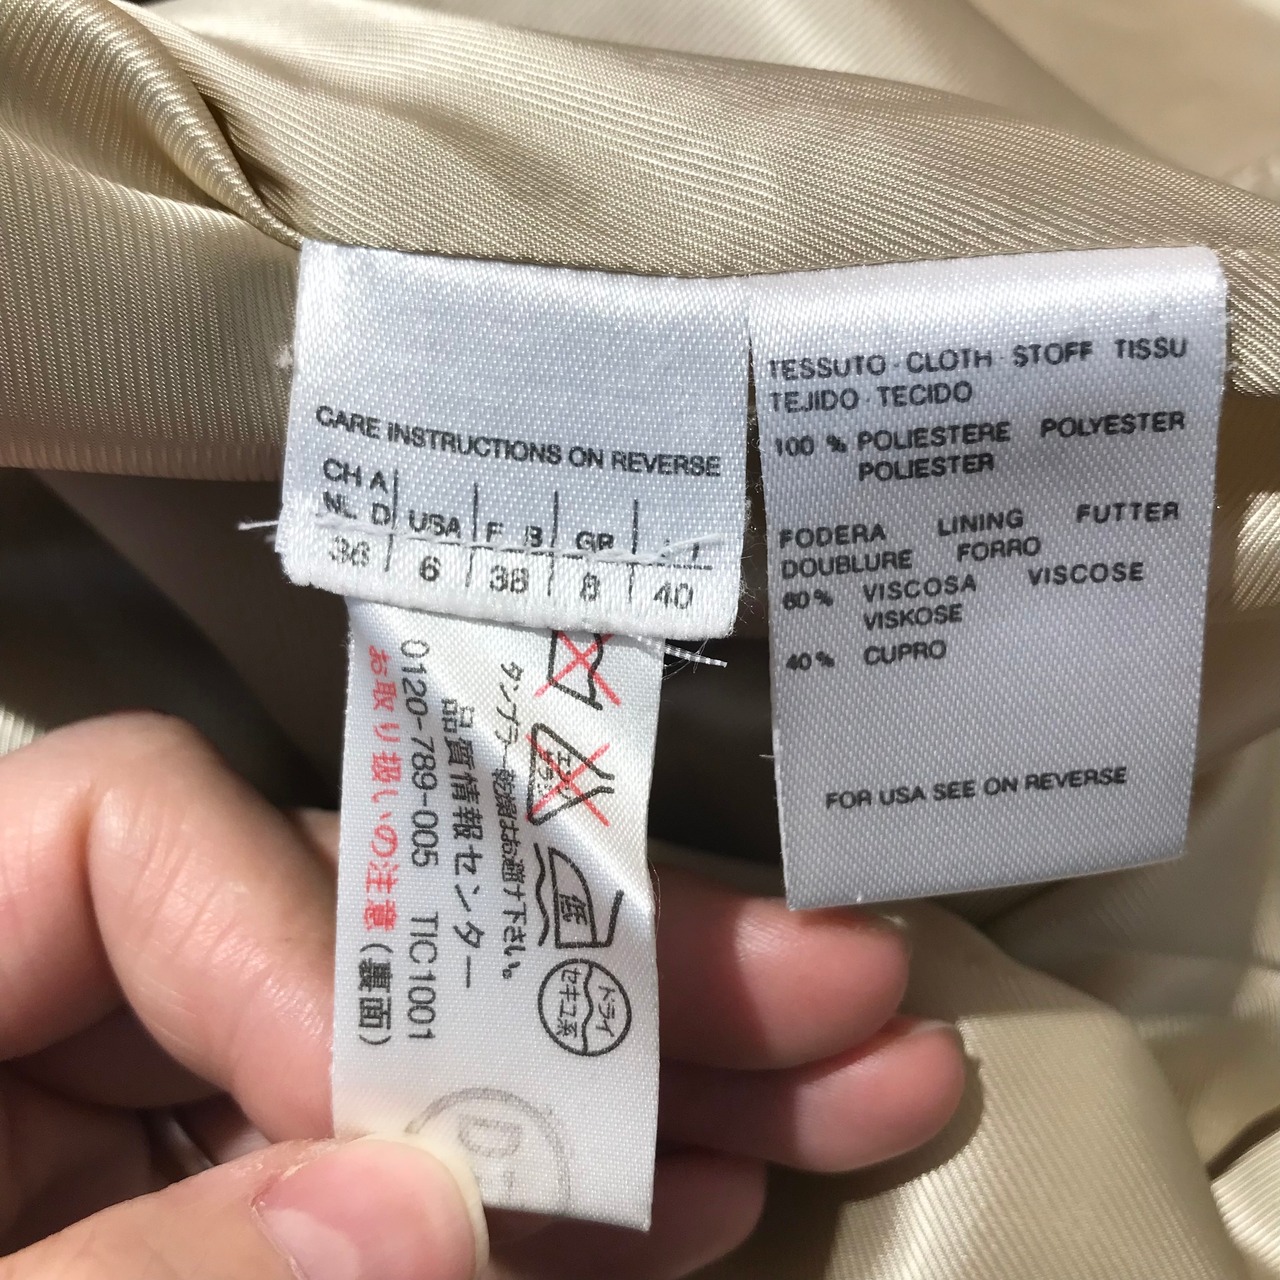 CARE INSTRUCTIONS ON REVERSE
CH A
NL D USA F B GB I
36 6 38 8 40
TESSUTO · CLOTH · STOFF TISSU
TEJIDO · TECIDO
100 % POLIESTERE POLYESTER
POLIESTER
FODERA LINING FUTTER
DOUBLURE FORRO
60 % VISCOSA VISCOSE
VISKOSE
40 % CUPRO
FOR USA SEE ON REVERSE
低
ドライ
セキユ系
タンブラー乾燥はお避け下さい。
品質情報センター
0120-789-005 TIC1001
お取り扱いの注意(裏面)
D